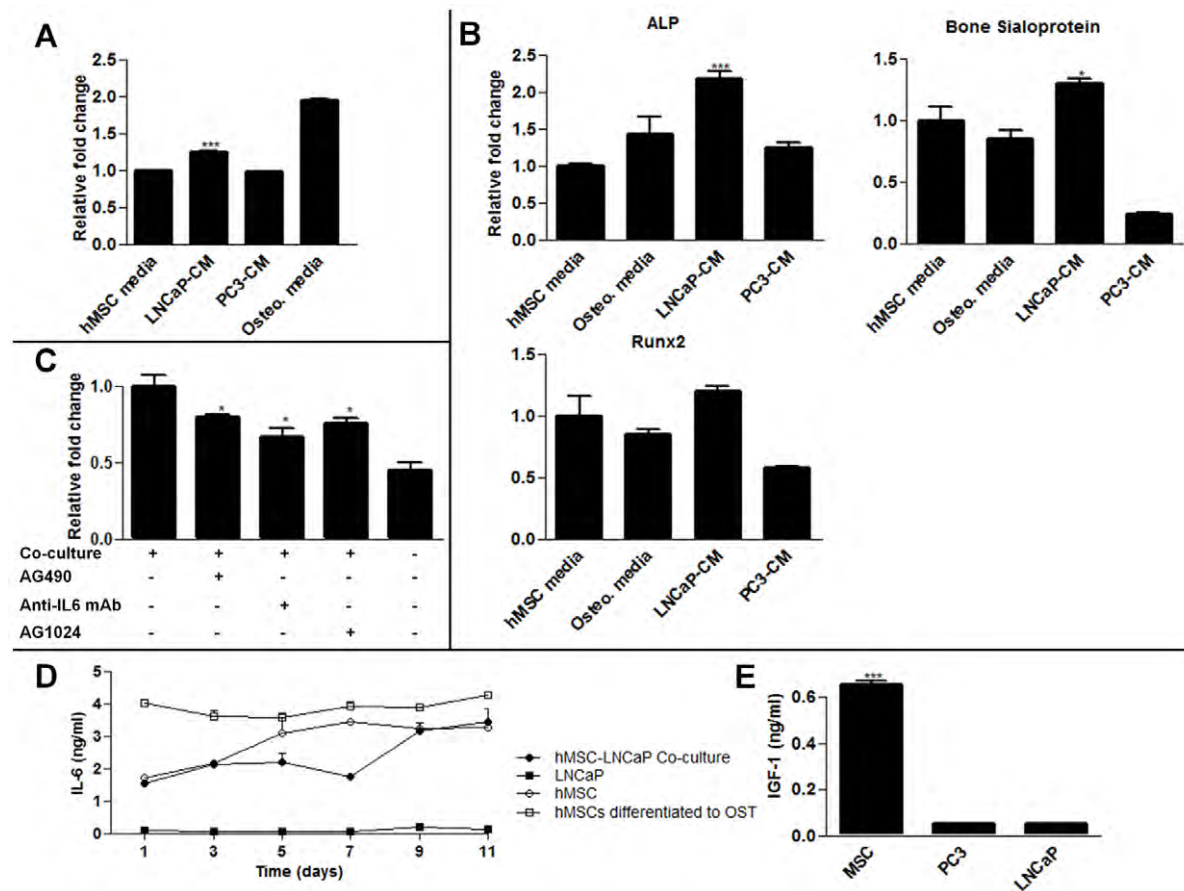 A
Relative fold change
2.5
2.0
1.5
1.0
0.5
0.0
***
hMSC media
LNCaP-CM
PC3-CM
Osteo. media
B
ALP
Relative fold change
2.5
2.0
1.5
1.0
0.5
0.0
***
hMSC media
Osteo. media
LNCaP-CM
PC3-CM
Bone Sialoprotein
1.5
1.0
0.5
0.0
*
hMSC media
Osteo. media
LNCaP-CM
PC3-CM
Runx2
1.5
1.0
0.5
0.0
hMSC media
Osteo. media
LNCaP-CM
PC3-CM
C
Relative fold change
1.0
0.5
0.0
* * *
Co-culture + + + + -
AG490 - + - - -
Anti-IL6 mAb - - + - -
AG1024 - - - + -
D
IL-6 (ng/ml)
5
4
3
2
1
0
1 3 5 7 9 11
Time (days)
hMSC-LNCaP Co-culture
LNCaP
hMSC
hMSCs differentiated to OST
E
IGF-1 (ng/ml)
0.6
0.4
0.2
0.0
***
MSC
PC3
LNCaP